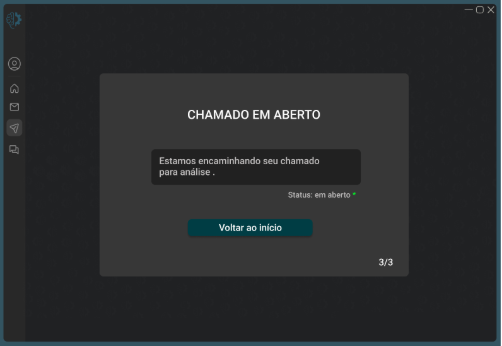 CHAMADO EM ABERTO
Estamos encaminhando seu chamado
para análise .
Status: em aberto
Voltar ao início
3/3